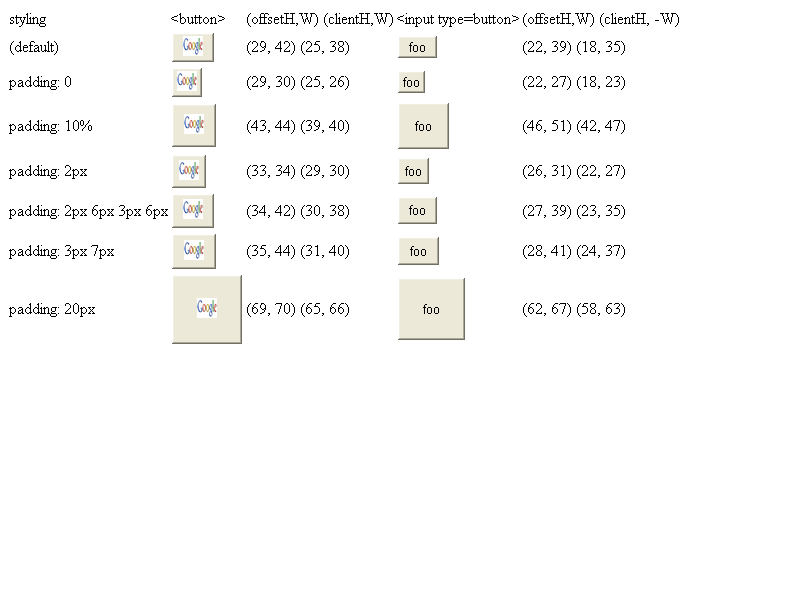 styling <button> (offsetH,W) (clientH,W) <input type=button> (offsetH,W) (clientH, -W)
(default) Google (29, 42) (25, 38) foo (22, 39) (18, 35)
padding: 0 Google (29, 30) (25, 26) foo (22, 27) (18, 23)
padding: 10% Google (43, 44) (39, 40) foo (46, 51) (42, 47)
padding: 2px Google (33, 34) (29, 30) foo (26, 31) (22, 27)
padding: 2px 6px 3px 6px Google (34, 42) (30, 38) foo (27, 39) (23, 35)
padding: 3px 7px Google (35, 44) (31, 40) foo (28, 41) (24, 37)
padding: 20px Google (69, 70) (65, 66) foo (62, 67) (58, 63)